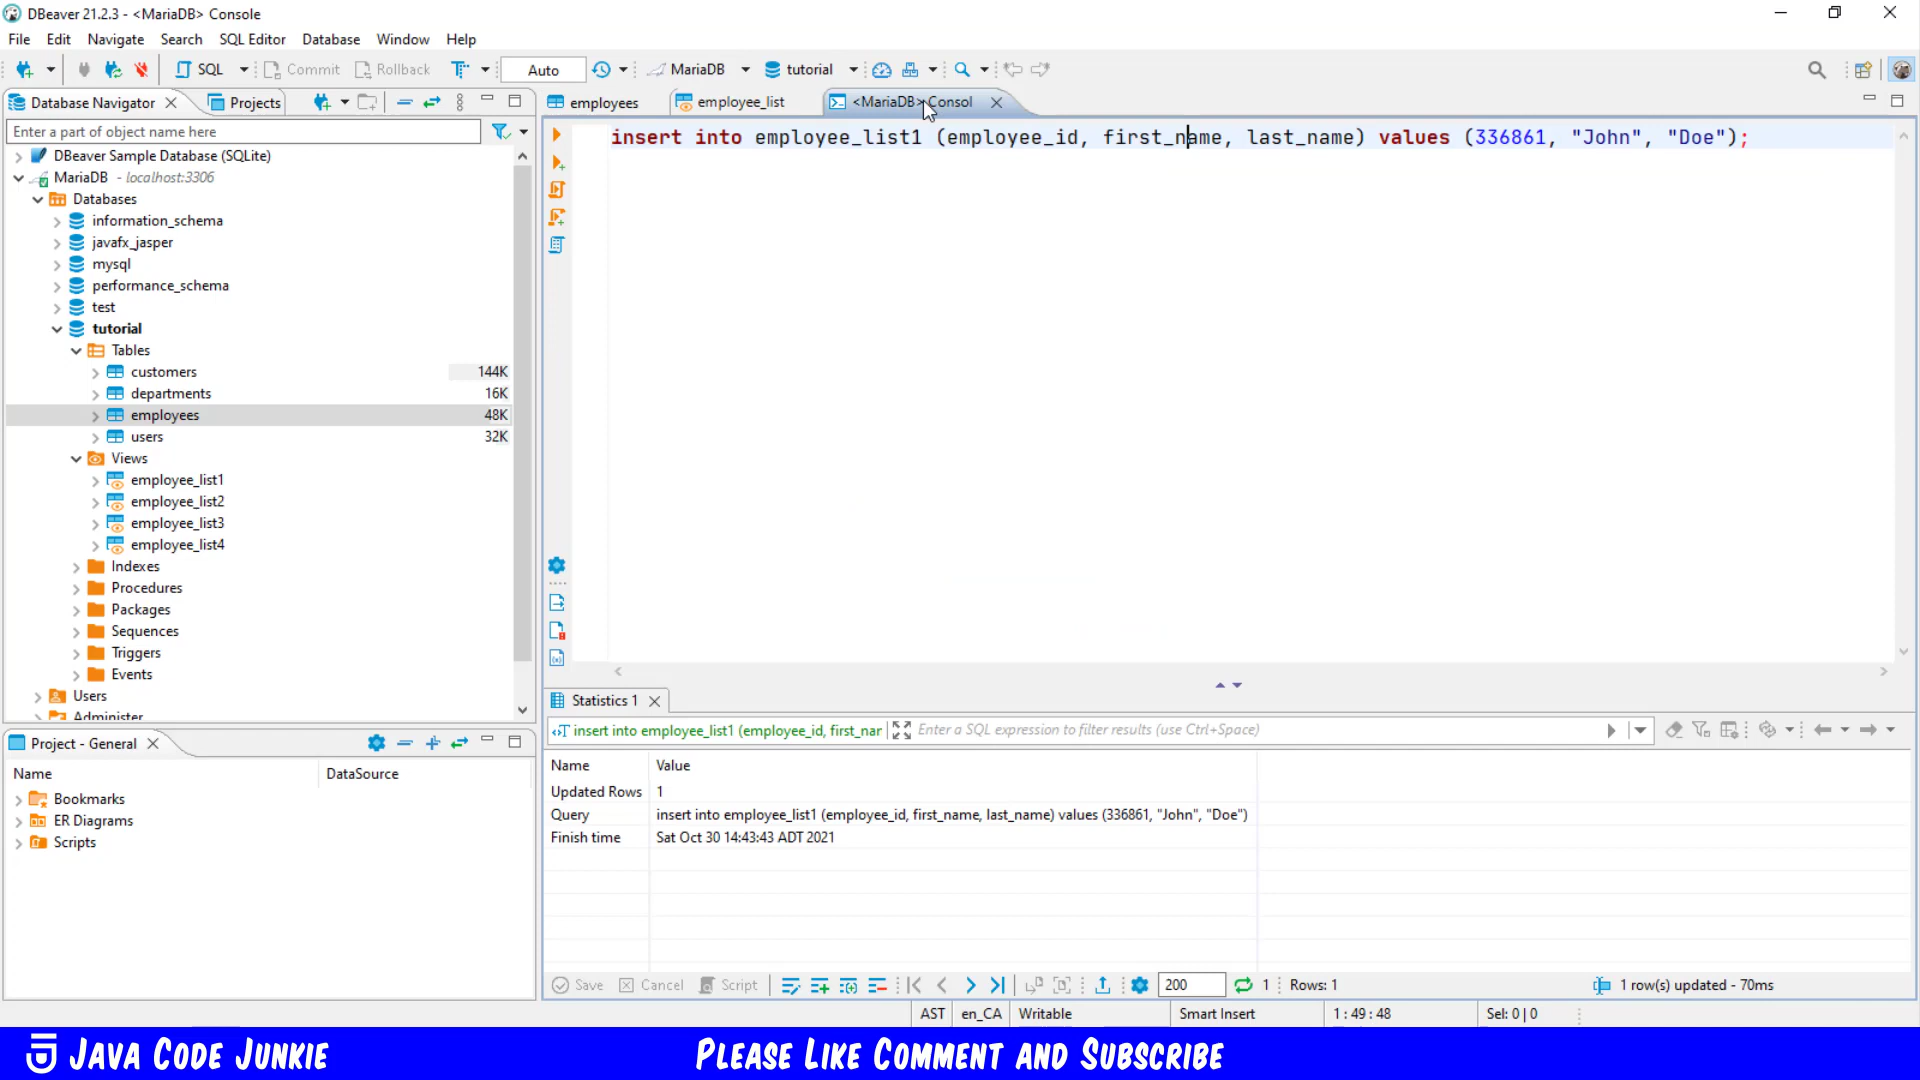 DBeaver 21.2.3 - <MariaDB> Console
File Edit Navigate Search SQL Editor Database Window Help
SQL Commit Rollback Auto MariaDB tutorial
Database Navigator Projects employees employee_list <MariaDB> Consol
Enter a part of object name here
insert into employee_list1 (employee_id, first_name, last_name) values (336861, "John", "Doe");
DBeaver Sample Database (SQLite)
MariaDB - localhost:3306
Databases
information_schema
javafx_jasper
mysql
performance_schema
test
tutorial
Tables
customers 144K
departments 16K
employees 48K
users 32K
Views
employee_list1
employee_list2
employee_list3
employee_list4
Indexes
Procedures
Packages
Sequences
Triggers
Events
Users
Administer
Project - General
Name DataSource
Bookmarks
ER Diagrams
Scripts
Statistics 1
insert into employee_list1 (employee_id, first_nar Enter a SQL expression to filter results (use Ctrl+Space)
Name Value
Updated Rows 1
Query insert into employee_list1 (employee_id, first_name, last_name) values (336861, "John", "Doe")
Finish time Sat Oct 30 14:43:43 ADT 2021
Save Cancel Script 200 1 Rows: 1 1 row(s) updated - 70ms
AST en_CA Writable Smart Insert 1 : 49 : 48 Sel: 0 | 0
Java Code Junkie Please Like Comment and Subscribe